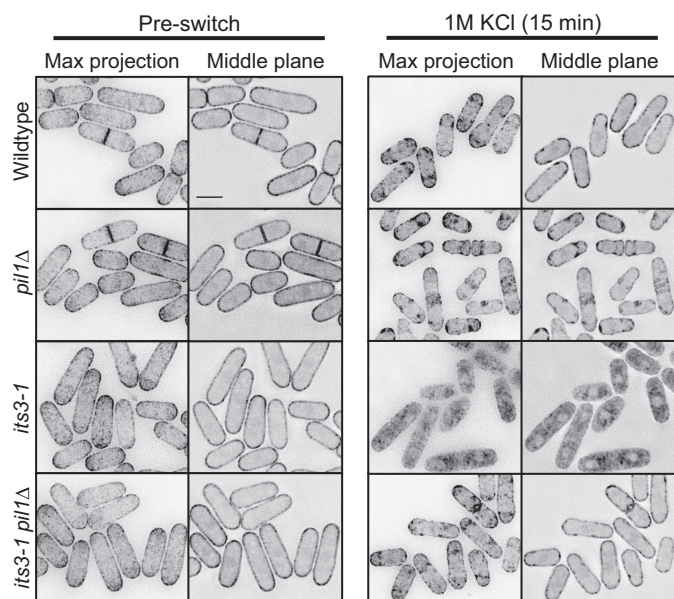 Pre-switch
1M KCl (15 min)
Max projection
Middle plane
Max projection
Middle plane
Wildtype
pil1Δ
its3-1
its3-1 pil1Δ